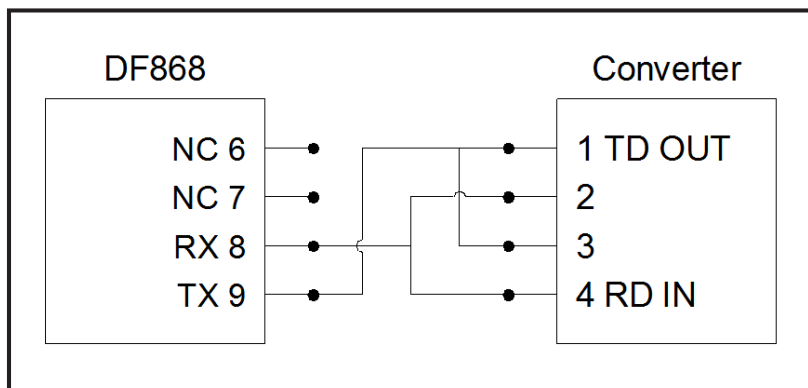 DF868
Converter
NC 6
NC 7
RX 8
TX 9
1 TD OUT
2
3
4 RD IN